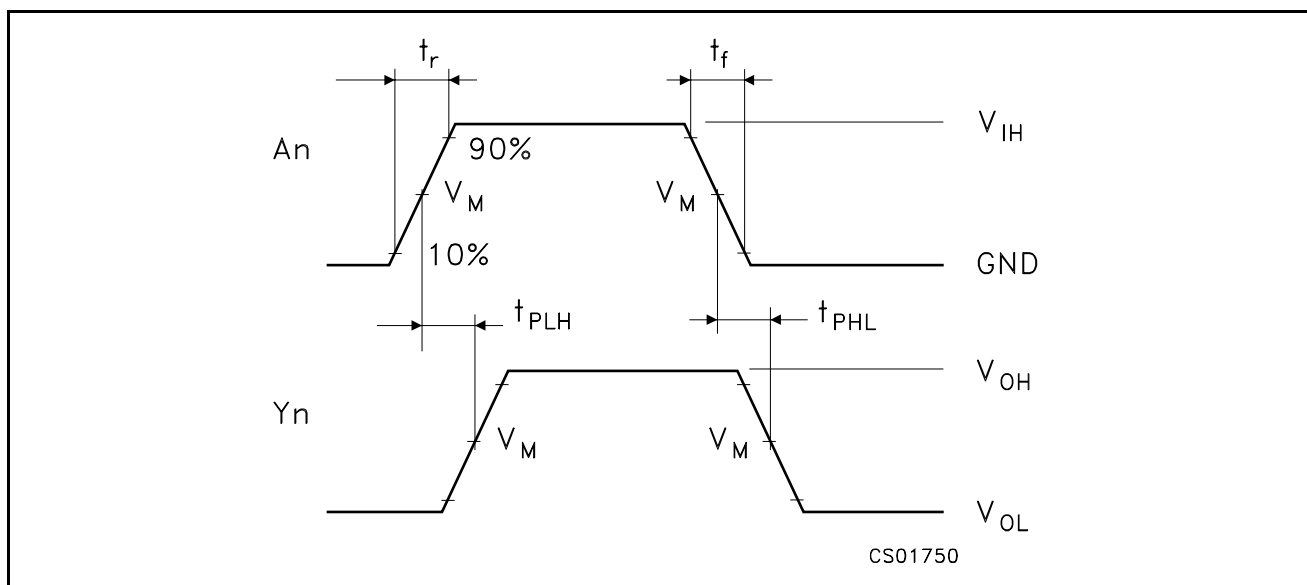 tr tf
VIH
An 90%
VM VM
10% GND
tPLH tPHL
VOH
Yn
VM VM
VOL
CS01750